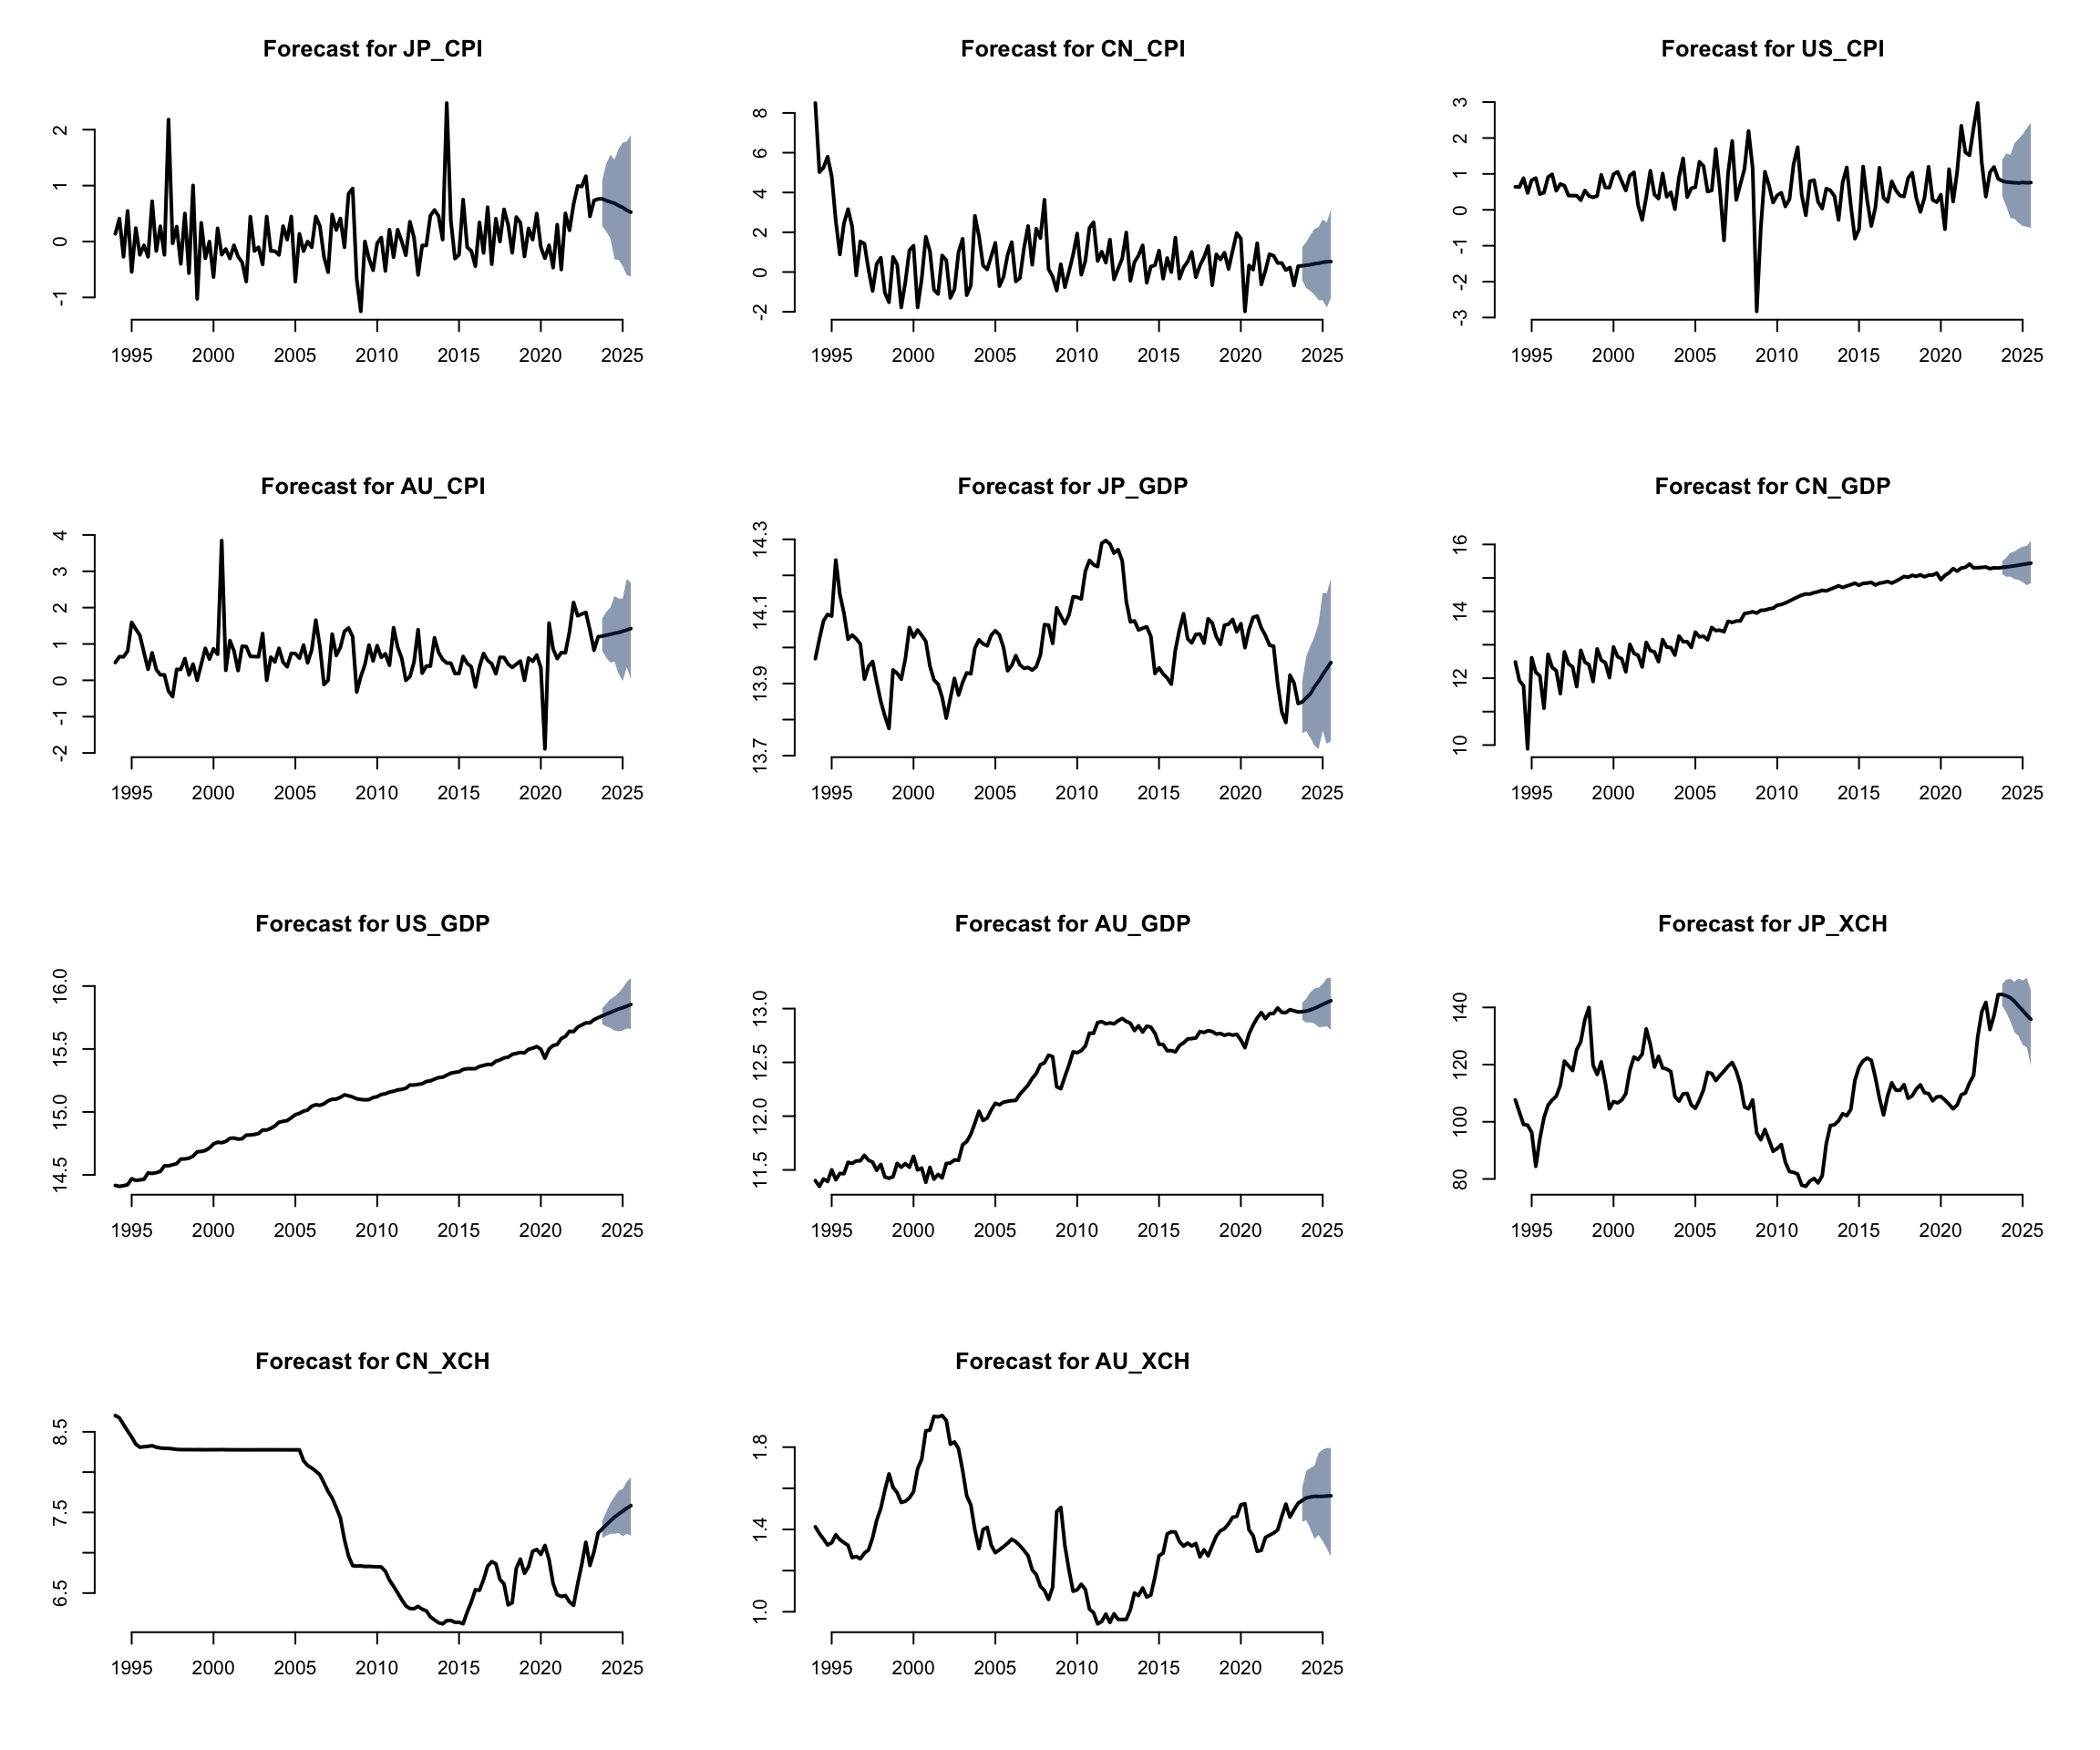 Forecast for JP_CPI
2
1
0
-1
1995 2000 2005 2010 2015 2020 2025
Forecast for CN_CPI
8
6
4
2
0
-2
1995 2000 2005 2010 2015 2020 2025
Forecast for US_CPI
3
2
1
0
-1
-2
-3
1995 2000 2005 2010 2015 2020 2025
Forecast for AU_CPI
4
3
2
1
0
-1
-2
1995 2000 2005 2010 2015 2020 2025
Forecast for JP_GDP
14.3
14.1
13.9
13.7
1995 2000 2005 2010 2015 2020 2025
Forecast for CN_GDP
16
14
12
10
1995 2000 2005 2010 2015 2020 2025
Forecast for US_GDP
16.0
15.5
15.0
14.5
1995 2000 2005 2010 2015 2020 2025
Forecast for AU_GDP
13.0
12.5
12.0
11.5
1995 2000 2005 2010 2015 2020 2025
Forecast for JP_XCH
140
120
100
80
1995 2000 2005 2010 2015 2020 2025
Forecast for CN_XCH
8.5
7.5
6.5
1995 2000 2005 2010 2015 2020 2025
Forecast for AU_XCH
1.8
1.4
1.0
1995 2000 2005 2010 2015 2020 2025